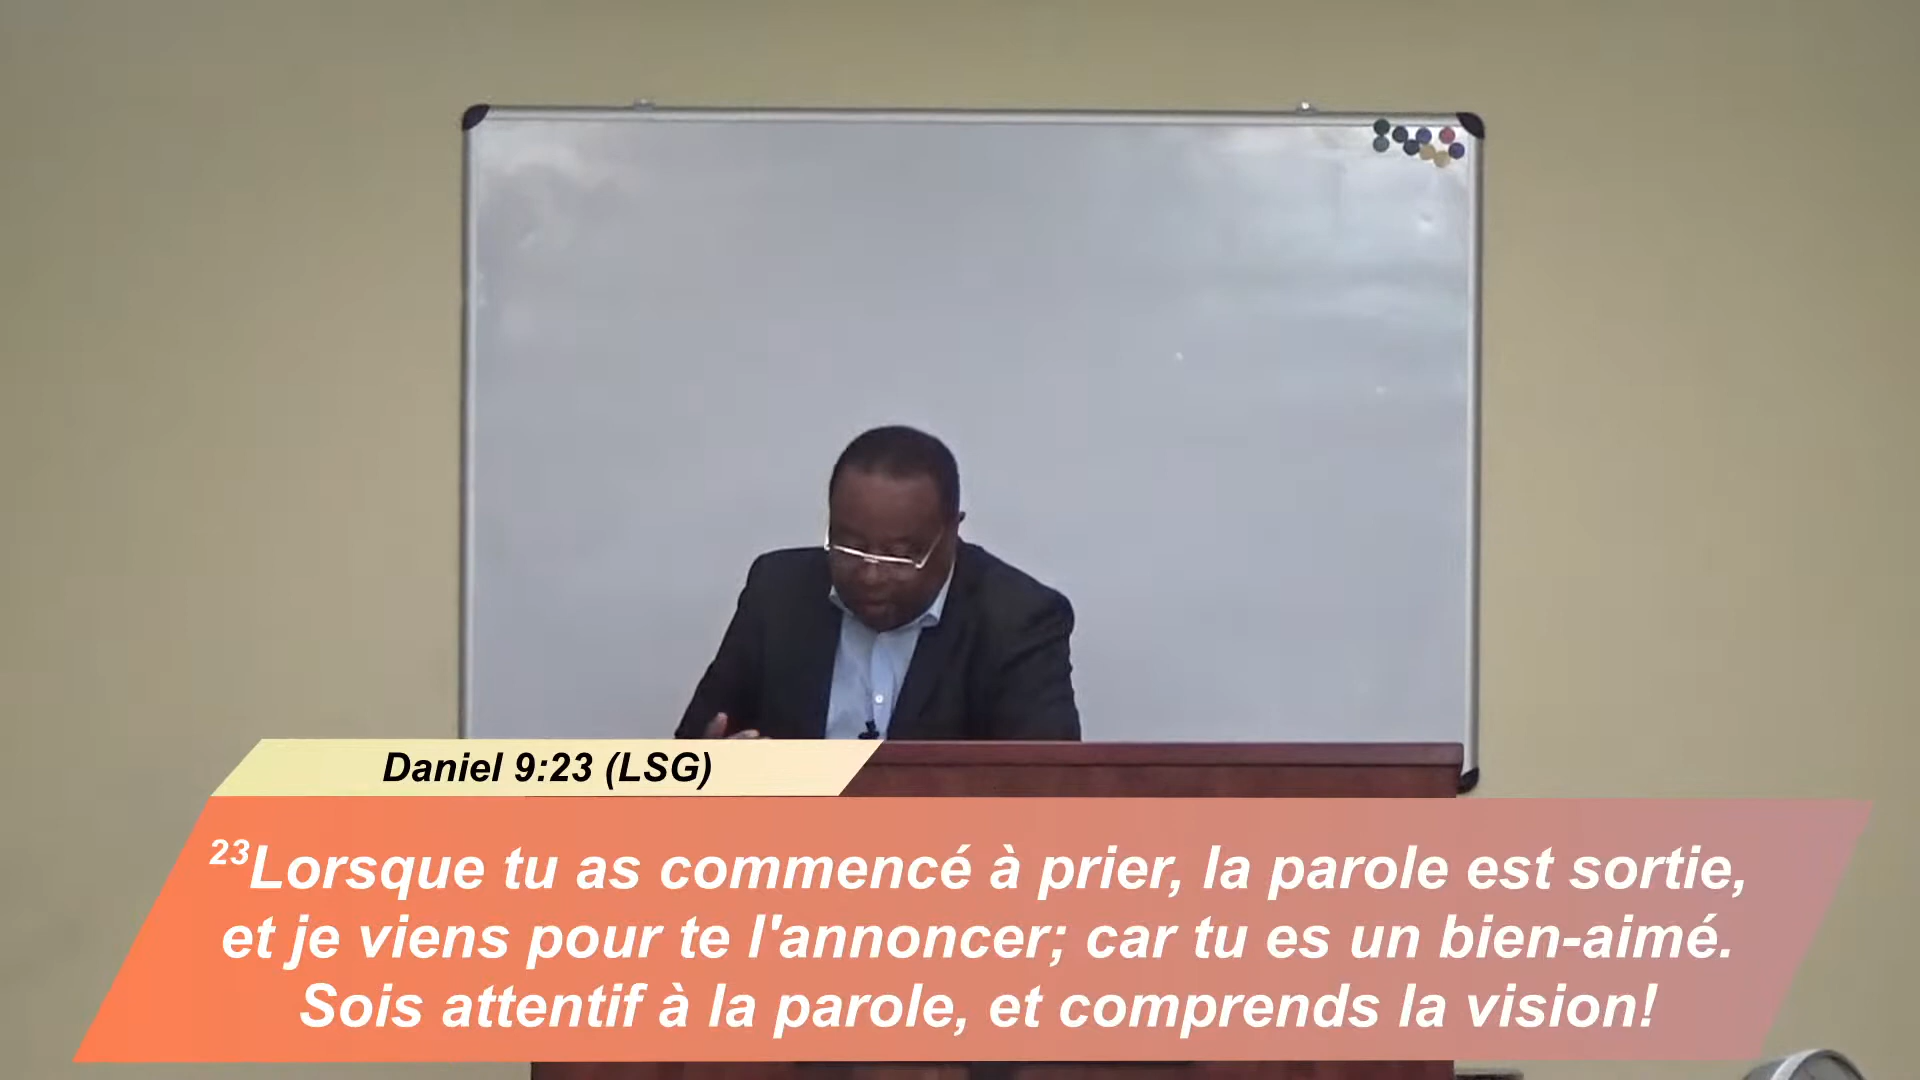 Daniel 9:23 (LSG)
23Lorsque tu as commencé à prier, la parole est sortie,
et je viens pour te l'annoncer; car tu es un bien-aimé.
Sois attentif à la parole, et comprends la vision!